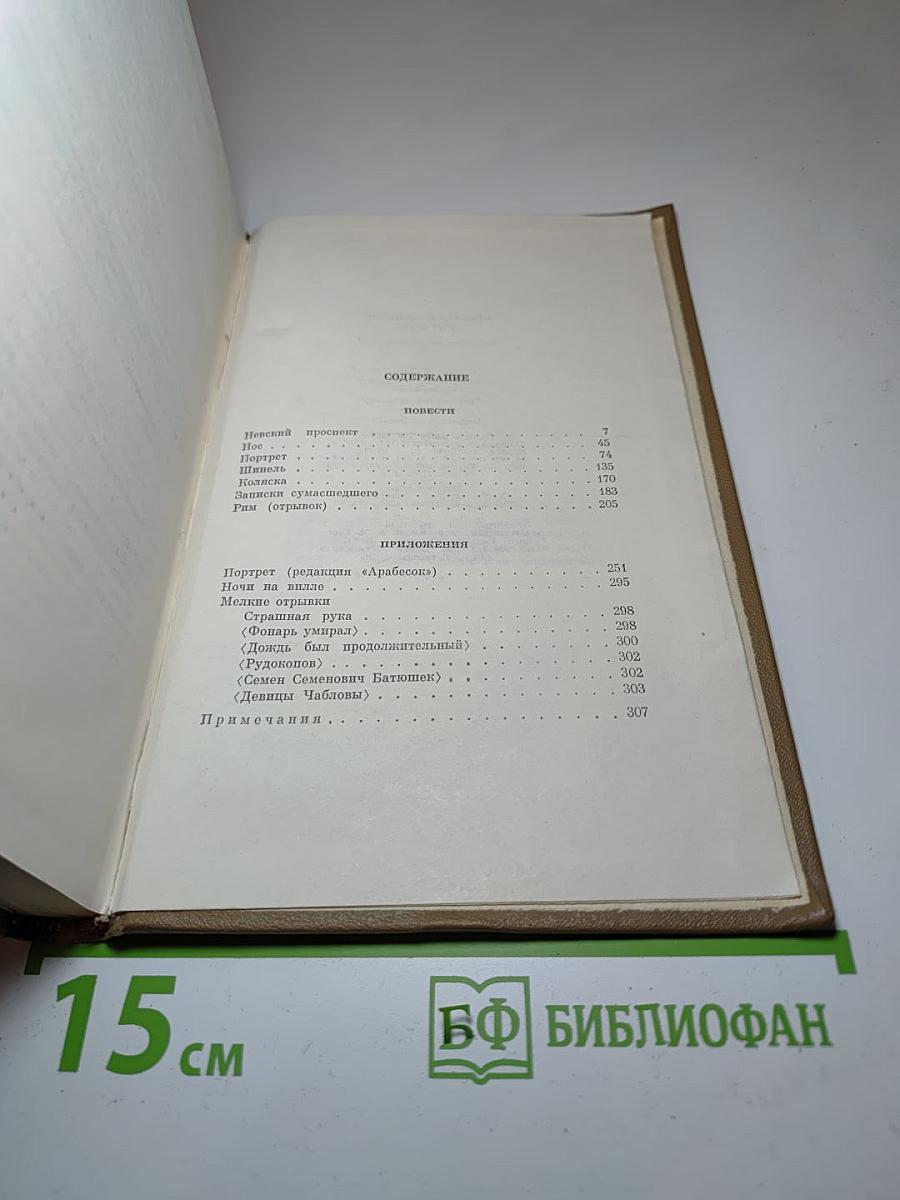 СОДЕРЖАНИЕ
ПОВЕСТИ
Невский проспект . . . . . . . . . . . . . . . 7
Нос . . . . . . . . . . . . . . . . . . . . . 45
Портрет . . . . . . . . . . . . . . . . . . . 74
Шинель . . . . . . . . . . . . . . . . . . . 135
Коляска . . . . . . . . . . . . . . . . . . . 170
Записки сумасшедшего . . . . . . . . . . . . . 183
Рим (отрывок) . . . . . . . . . . . . . . . . 205
ПРИЛОЖЕНИЯ
Портрет (редакция «Арабесок») . . . . . . . . . 251
Ночи на вилле . . . . . . . . . . . . . . . . 295
Мелкие отрывки
Страшная рука . . . . . . . . . . . . . . . 298
〈Фонарь умирал〉 . . . . . . . . . . . . . . 298
〈Дождь был продолжительный〉 . . . . . . . . 300
〈Рудокопов〉 . . . . . . . . . . . . . . . . 302
〈Семен Семенович Батюшек〉 . . . . . . . . . 302
〈Девицы Чабловы〉 . . . . . . . . . . . . . 303
Примечания . . . . . . . . . . . . . . . . . . 307
15 см
БФ БИБЛИОФАН